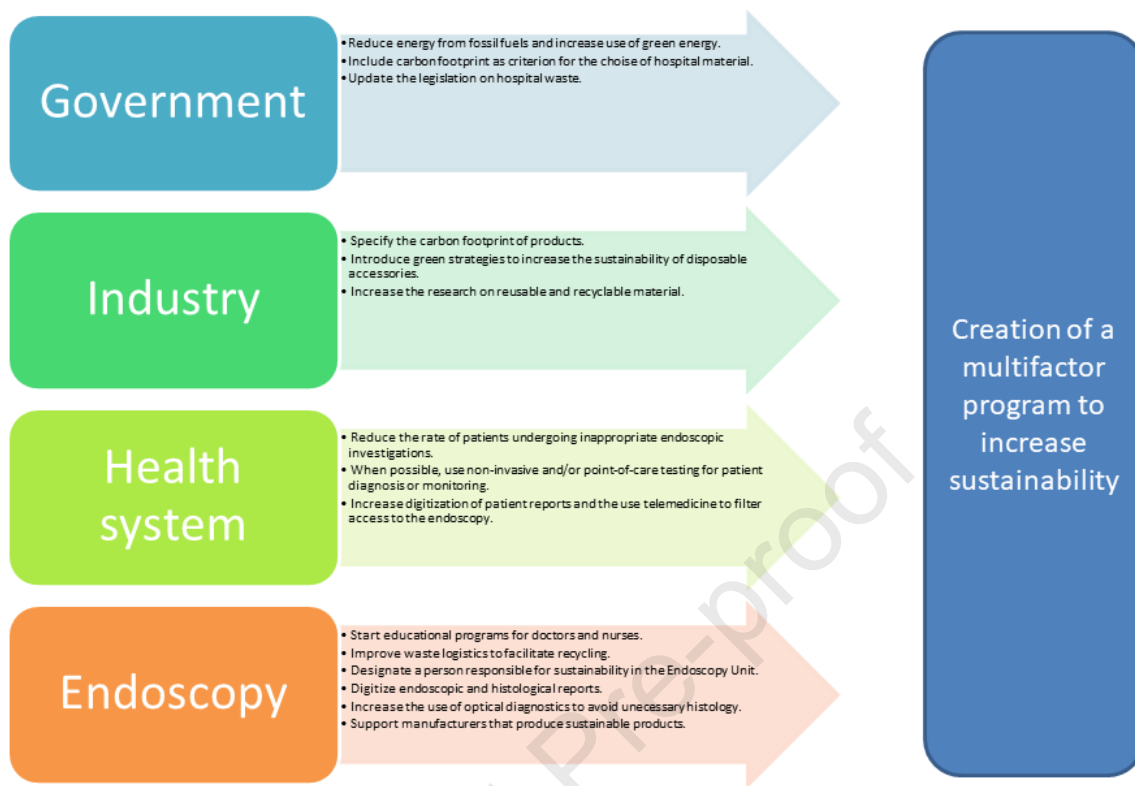 Government
• Reduce energy from fossil fuels and increase use of green energy.
• Include carbon footprint as criterion for the choise of hospital material.
• Update the legislation on hospital waste.
Industry
• Specify the carbon footprint of products.
• Introduce green strategies to increase the sustainability of disposable
accessories.
• Increase the research on reusable and recyclable material.
Health
system
• Reduce the rate of patients undergoing inappropriate endoscopic
investigations.
• When possible, use non-invasive and/or point-of-care testing for patient
diagnosis or monitoring.
• Increase digitization of patient reports and the use telemedicine to filter
access to the endoscopy.
Endoscopy
• Start educational programs for doctors and nurses.
• Improve waste logistics to facilitate recycling.
• Designate a person responsible for sustainability in the Endoscopy Unit.
• Digitize endoscopic and histological reports.
• Increase the use of optical diagnostics to avoid unecessary histology.
• Support manufacturers that produce sustainable products.
Creation of a
multifactor
program to
increase
sustainability
Pre-proof